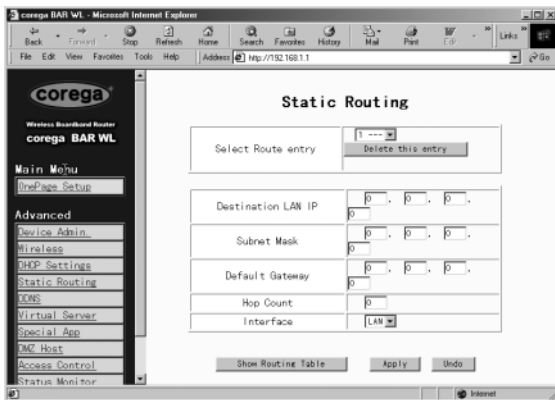 corega BAR WL - Microsoft Internet Explorer
Back Forward Stop Refresh Home Search Favorites History Mail Print Edit » Links »
File Edit View Favorites Tools Help Address http://192.168.1.1 Go
corega
Wireless Boardband Router
corega BAR WL
Main Menu
OnePage Setup
Advanced
Device Admin.
Wireless
DHCP Settings
Static Routing
DDNS
Virtual Server
Special App
DMZ Host
Access Control
Status Monitor
Static Routing
Select Route entry 1 ---
Delete this entry
Destination LAN IP 0 . 0 . 0 .
0
Subnet Mask 0 . 0 . 0 .
0
Default Gateway 0 . 0 . 0 .
0
Hop Count 0
Interface LAN
Show Routing Table Apply Undo
Internet